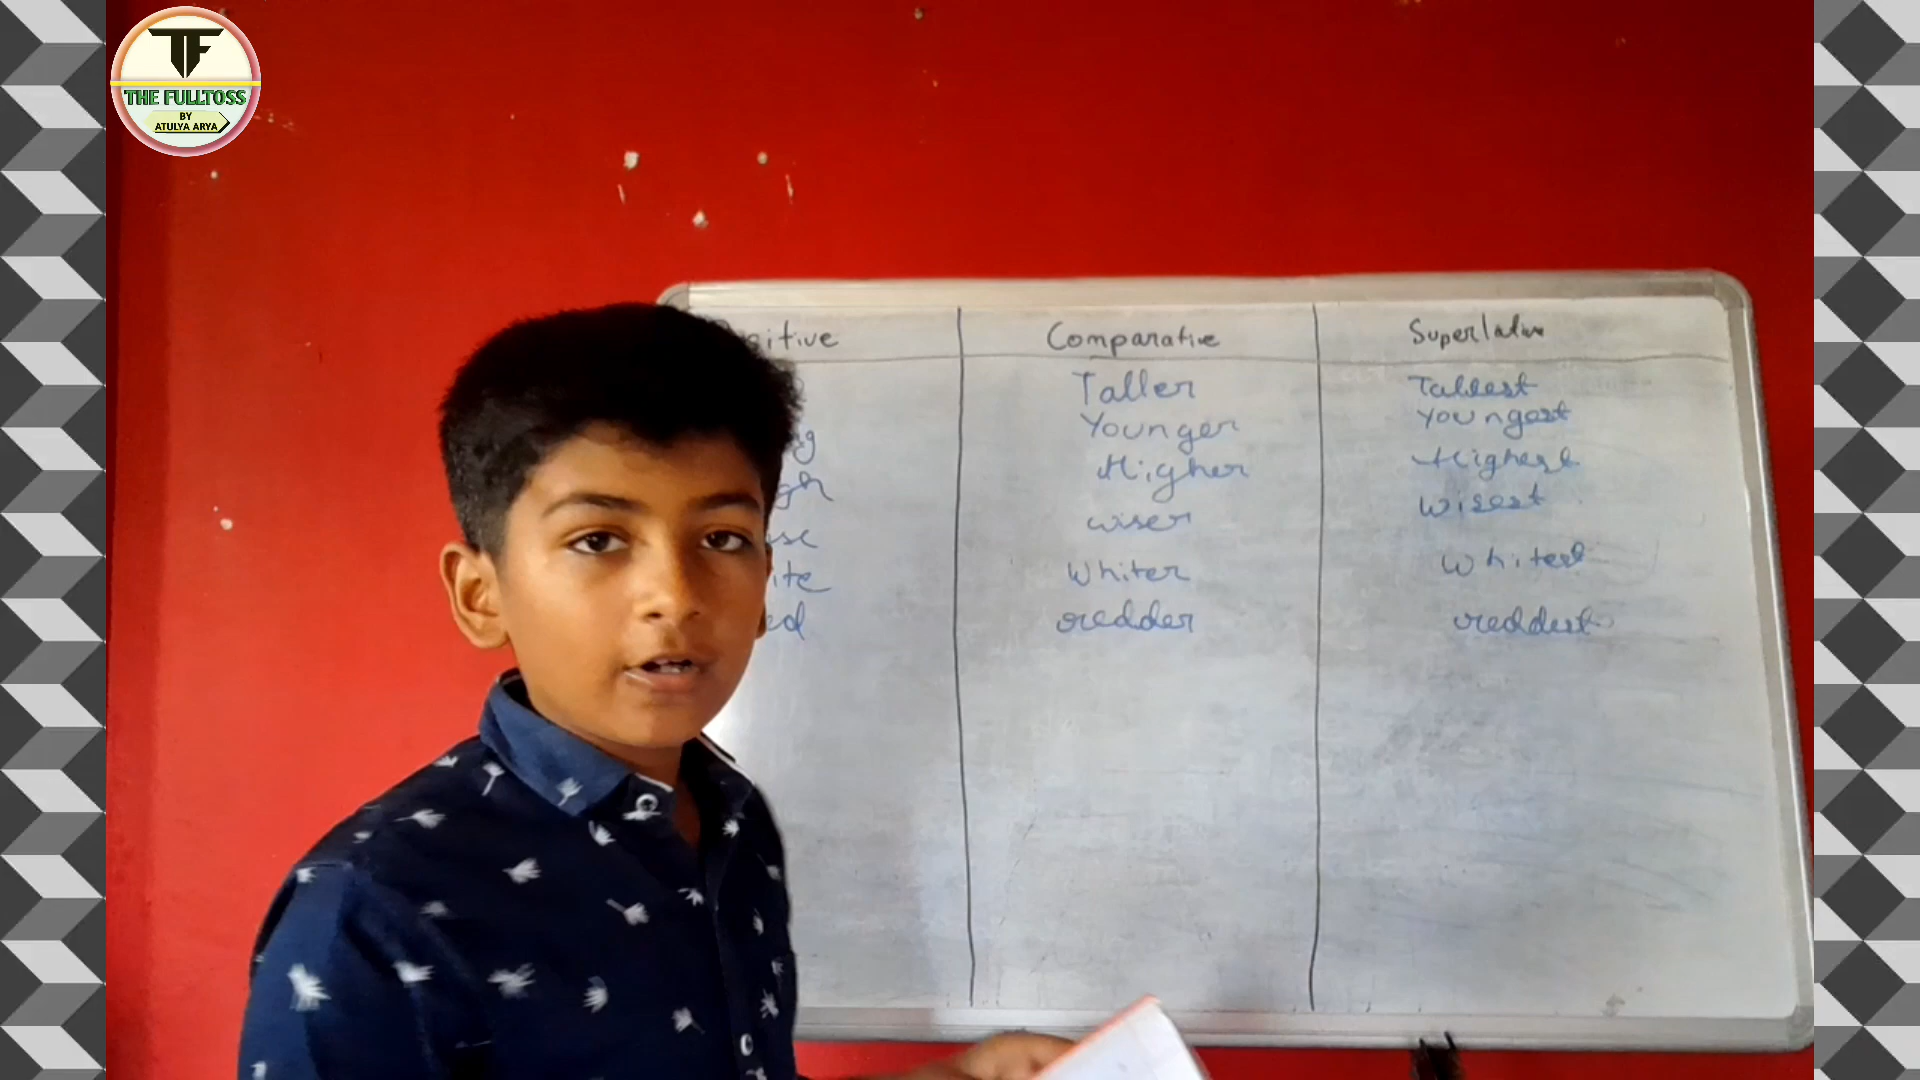 TF
THE FULLTOSS
BY
ATULYA ARYA
Comparative Superlative
Taller Tallest
Younger Youngest
Higher Highest
wiser wisest
Whiter Whitest
redder reddest